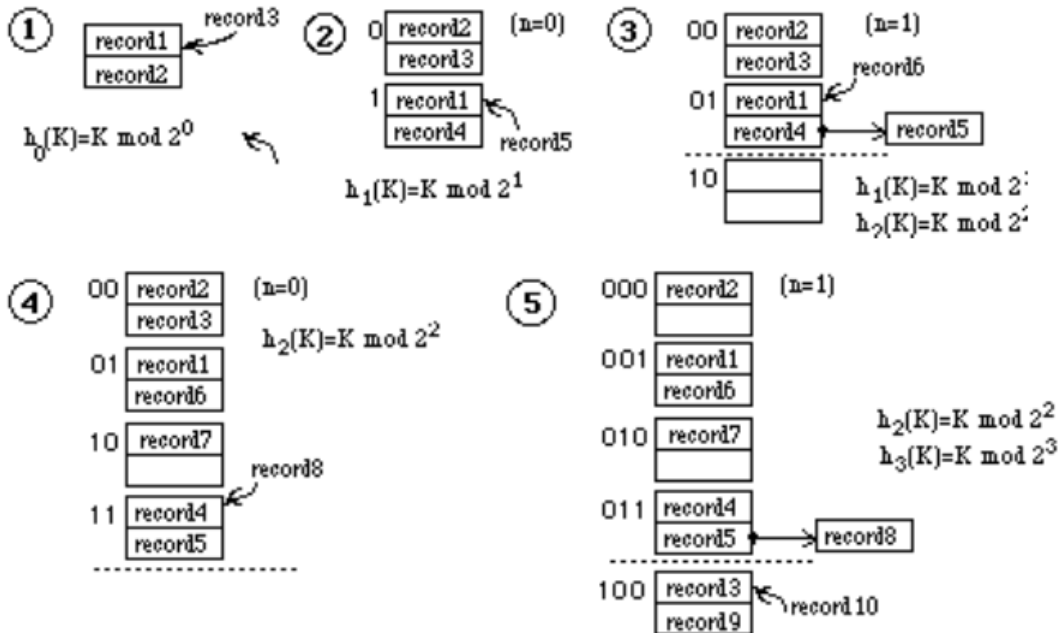 1
record3
record1
record2
h0(K)=K mod 2^0
2
(n=0)
0
record2
record3
1
record1
record4
record5
h1(K)=K mod 2^1
3
(n=1)
00
record2
record3
record6
01
record1
record4
record5
10
h1(K)=K mod 2
h2(K)=K mod 2^2
4
(n=0)
00
record2
record3
h2(K)=K mod 2^2
01
record1
record6
10
record7
record8
11
record4
record5
5
(n=1)
000
record2
001
record1
record6
h2(K)=K mod 2^2
h3(K)=K mod 2^3
010
record7
011
record4
record5
record8
100
record3
record9
record10